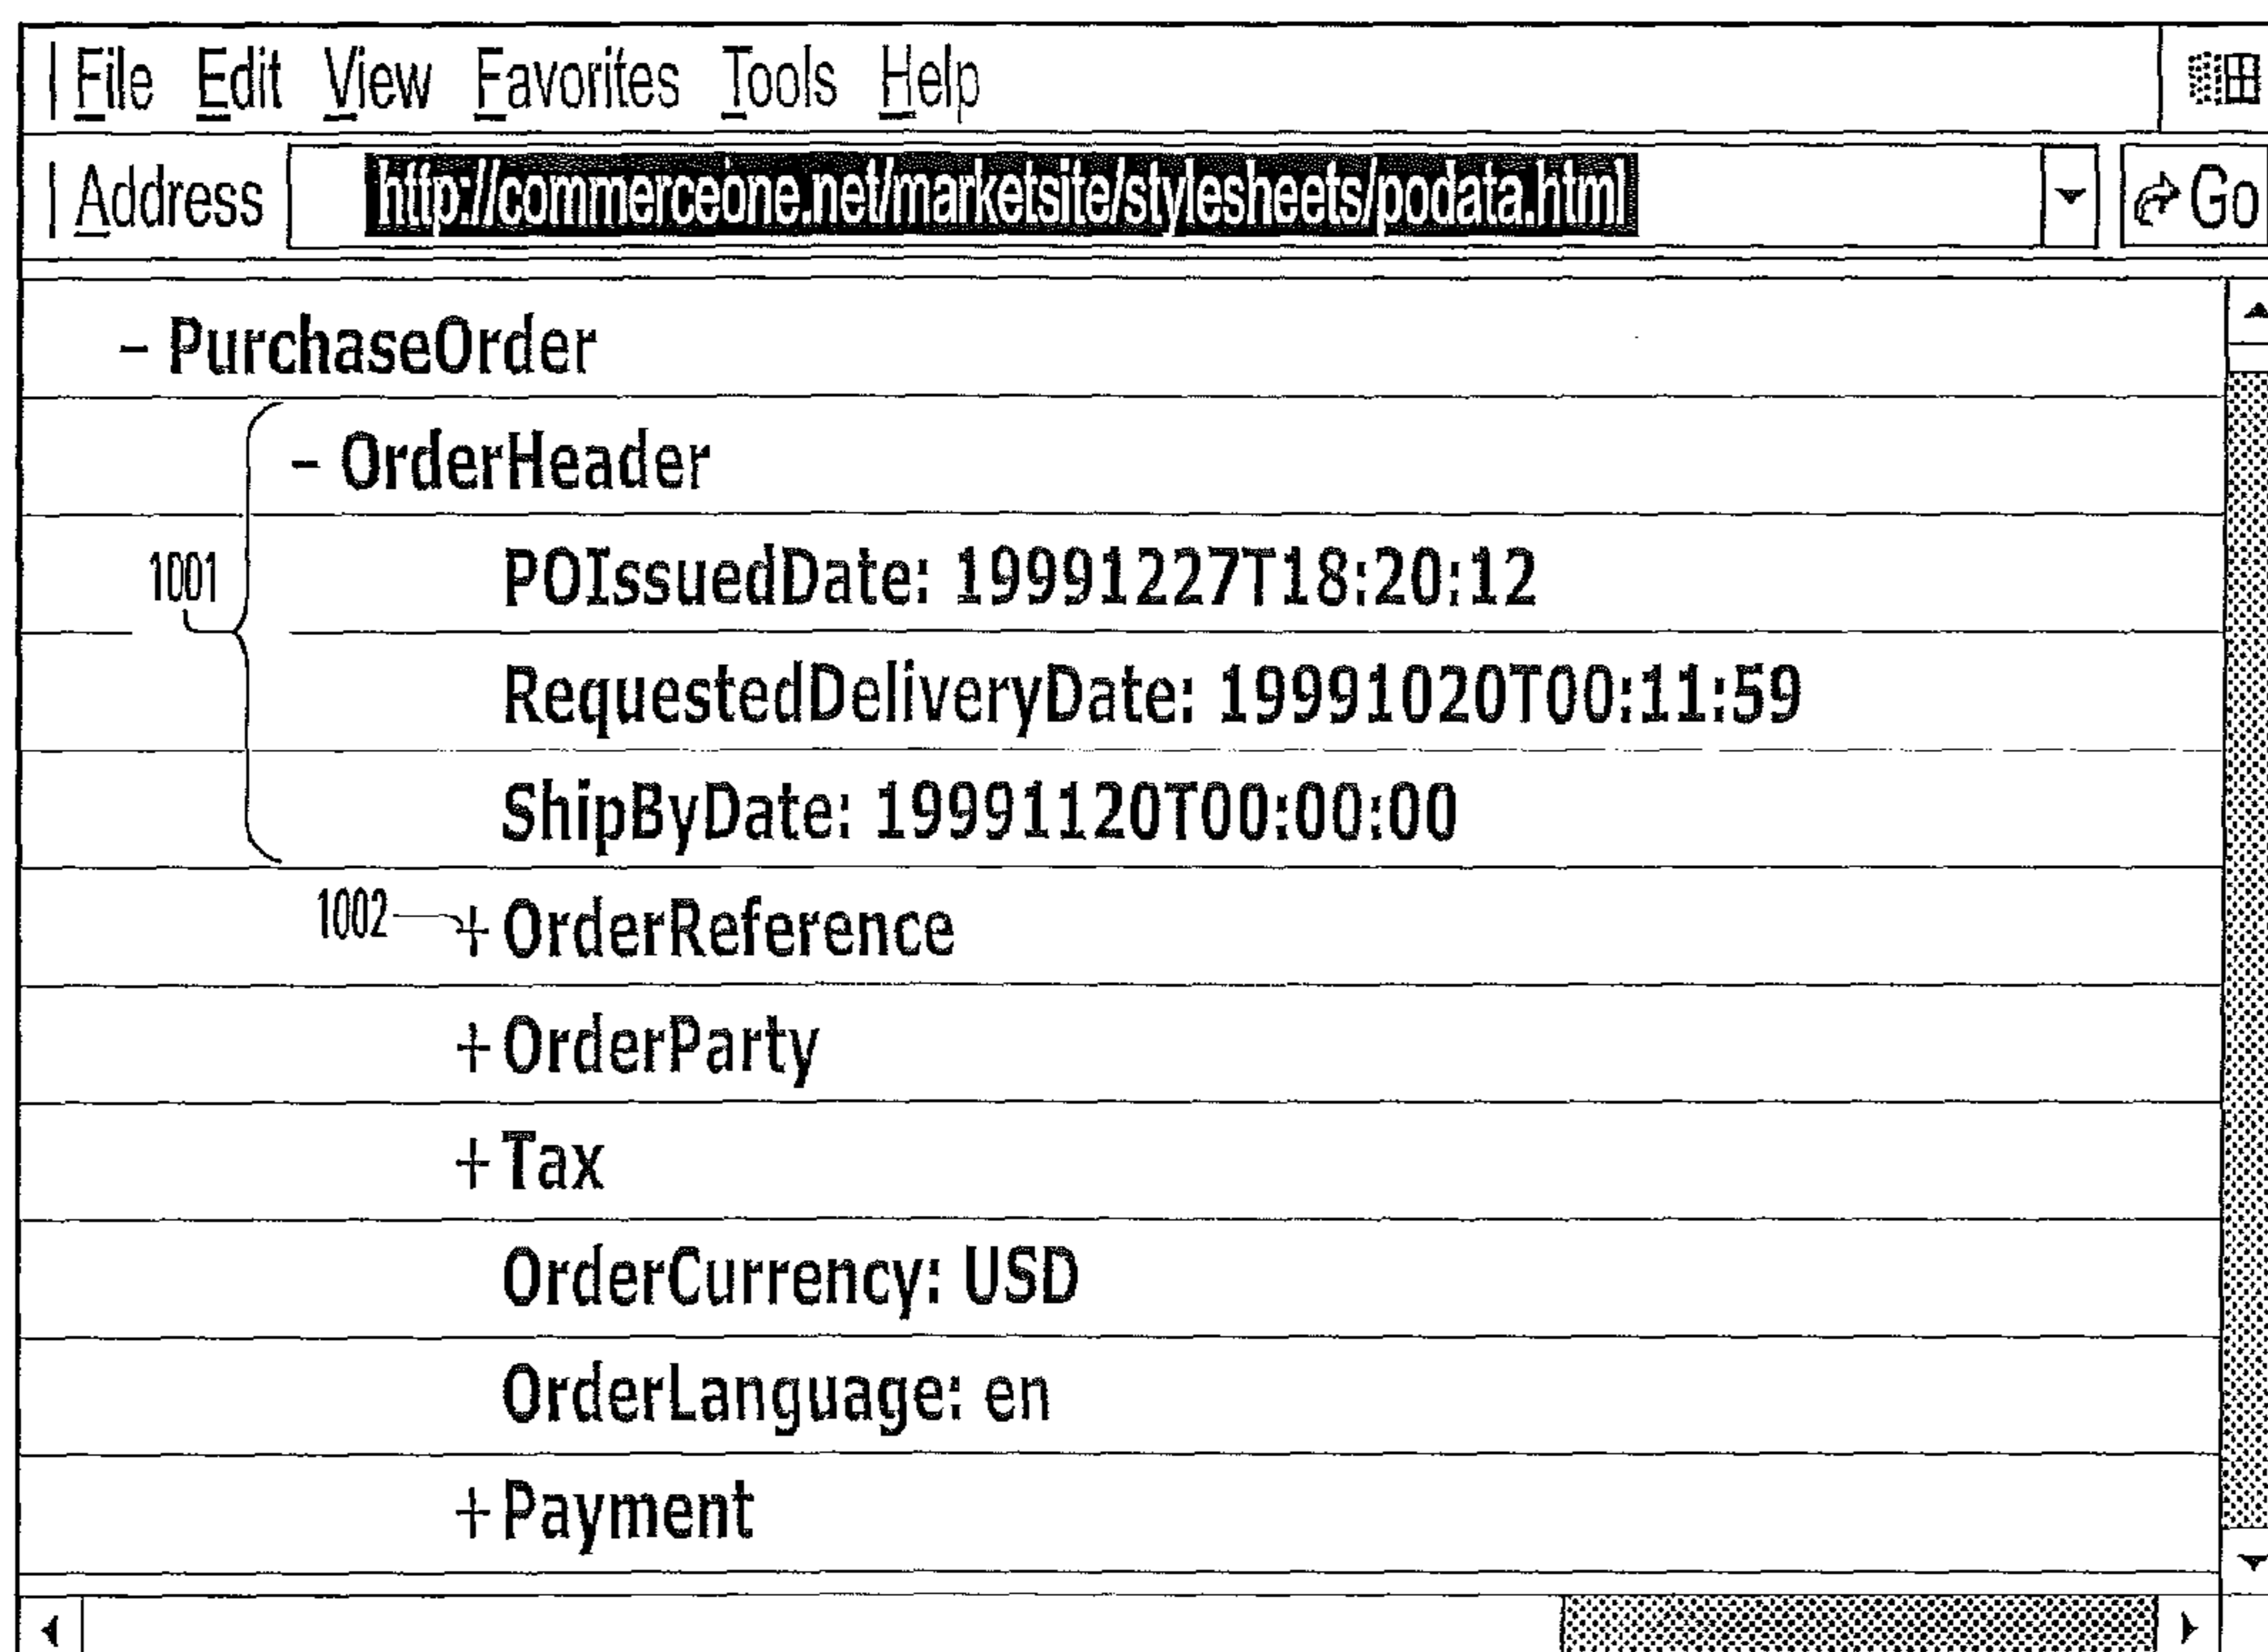 File Edit View Favorites Tools Help
Address http://commerceone.net/marketsite/stylesheets/podata.html Go
– PurchaseOrder
– OrderHeader
1001 POIssuedDate: 19991227T18:20:12
RequestedDeliveryDate: 19991020T00:11:59
ShipByDate: 19991120T00:00:00
1002 + OrderReference
+ OrderParty
+ Tax
OrderCurrency: USD
OrderLanguage: en
+ Payment